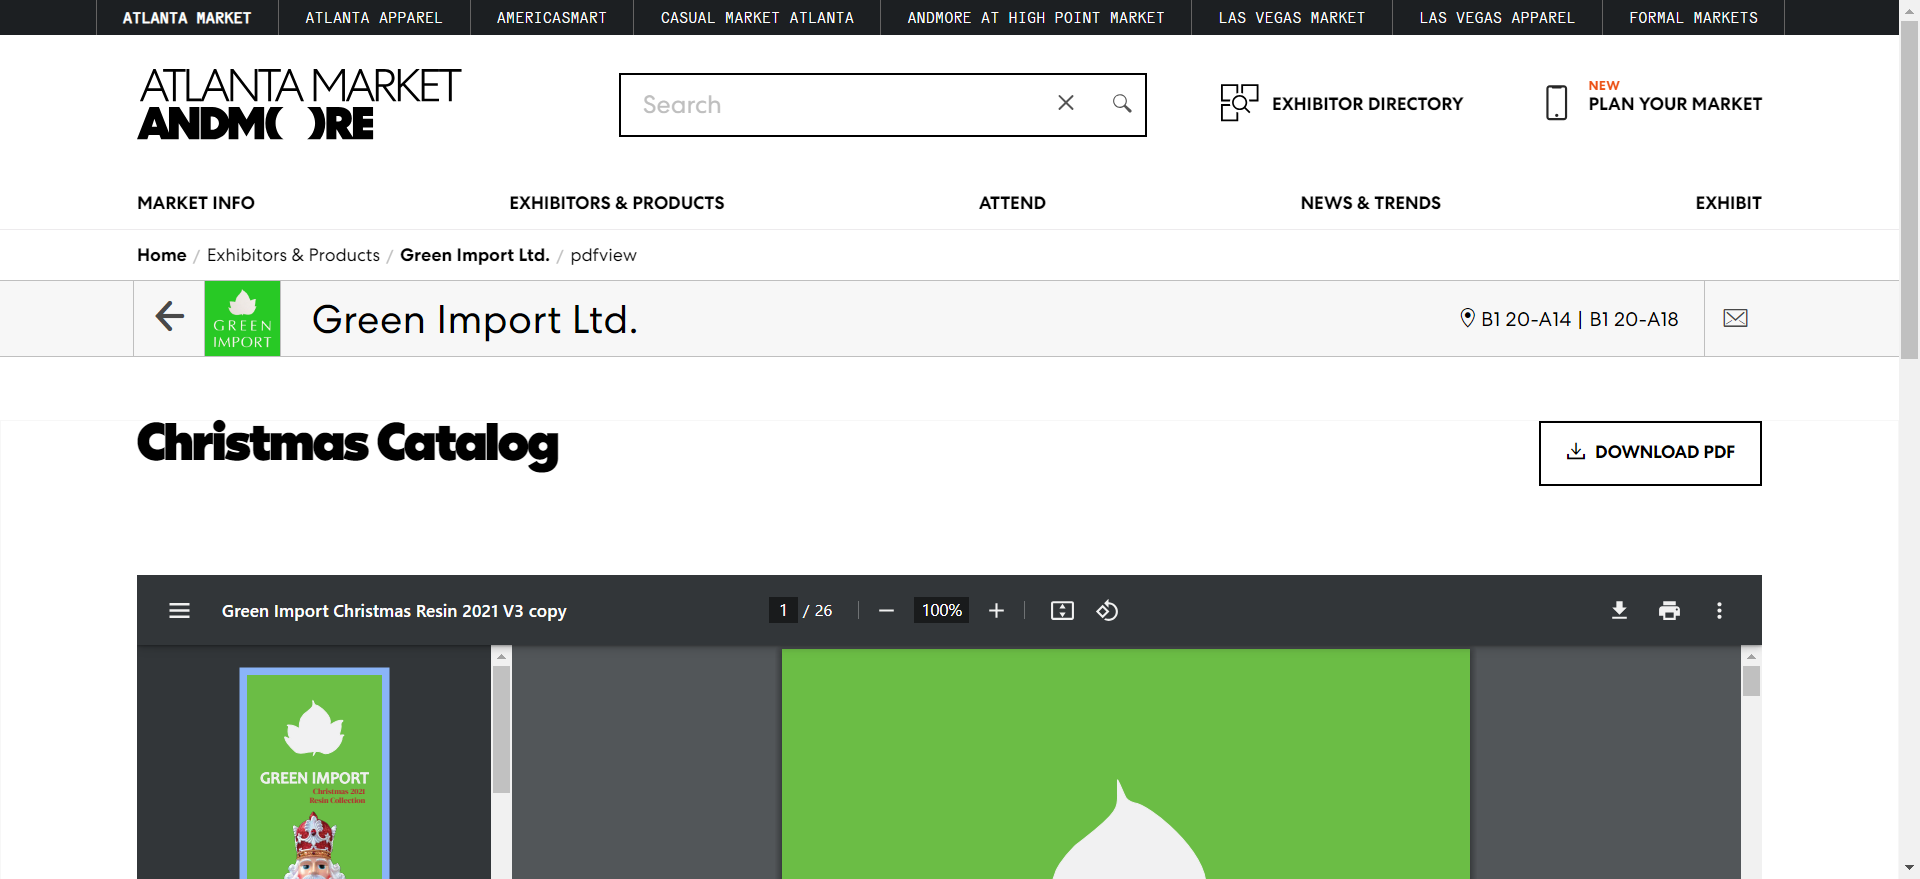 ATLANTA MARKET
ATLANTA APPAREL
AMERICASMART
CASUAL MARKET ATLANTA
ANDMORE AT HIGH POINT MARKET
LAS VEGAS MARKET
LAS VEGAS APPAREL
FORMAL MARKETS
ATLANTA MARKET
ANDM( )RE
Search
EXHIBITOR DIRECTORY
NEW
PLAN YOUR MARKET
MARKET INFO
EXHIBITORS & PRODUCTS
ATTEND
NEWS & TRENDS
EXHIBIT
Home / Exhibitors & Products / Green Import Ltd. / pdfview
GREEN
IMPORT
Green Import Ltd.
B1 20-A14 | B1 20-A18
Christmas Catalog
DOWNLOAD PDF
Green Import Christmas Resin 2021 V3 copy
1 / 26
100%
GREEN IMPORT
Christmas 2021
Resin Collection